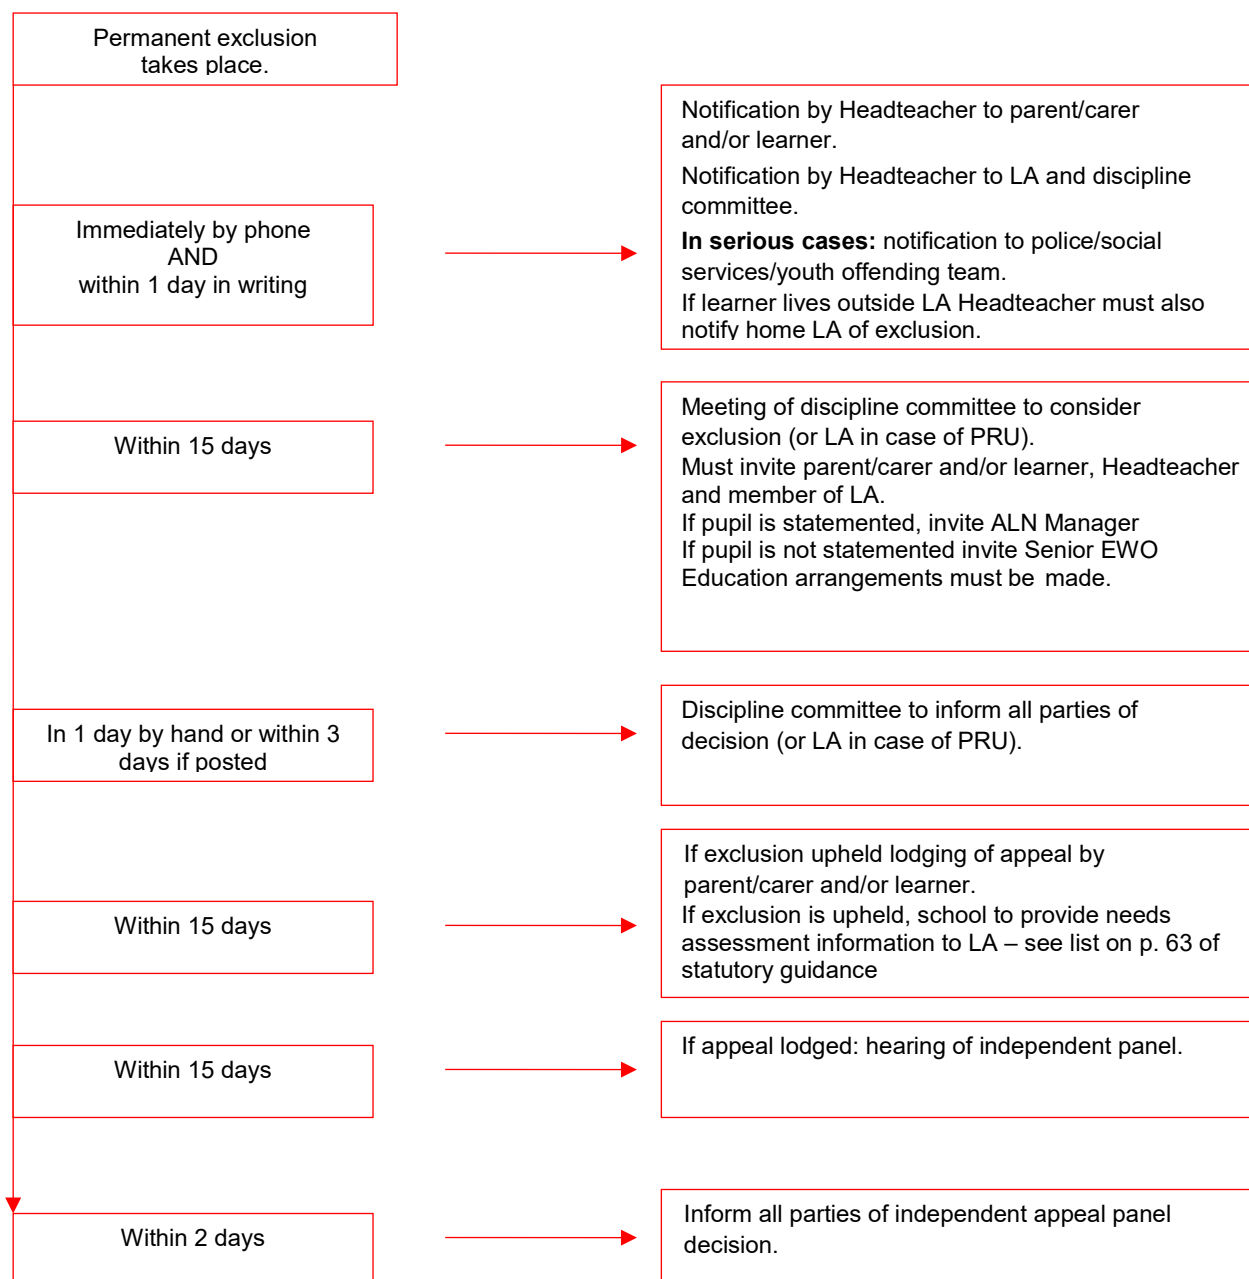 Permanent exclusion
takes place.
Immediately by phone
AND
within 1 day in writing
Notification by Headteacher to parent/carer
and/or learner.
Notification by Headteacher to LA and discipline
committee.
In serious cases: notification to police/social
services/youth offending team.
If learner lives outside LA Headteacher must also
notify home LA of exclusion.
Within 15 days
Meeting of discipline committee to consider
exclusion (or LA in case of PRU).
Must invite parent/carer and/or learner, Headteacher
and member of LA.
If pupil is statemented, invite ALN Manager
If pupil is not statemented invite Senior EWO
Education arrangements must be made.
In 1 day by hand or within 3
days if posted
Discipline committee to inform all parties of
decision (or LA in case of PRU).
Within 15 days
If exclusion upheld lodging of appeal by
parent/carer and/or learner.
If exclusion is upheld, school to provide needs
assessment information to LA – see list on p. 63 of
statutory guidance
Within 15 days
If appeal lodged: hearing of independent panel.
Within 2 days
Inform all parties of independent appeal panel
decision.